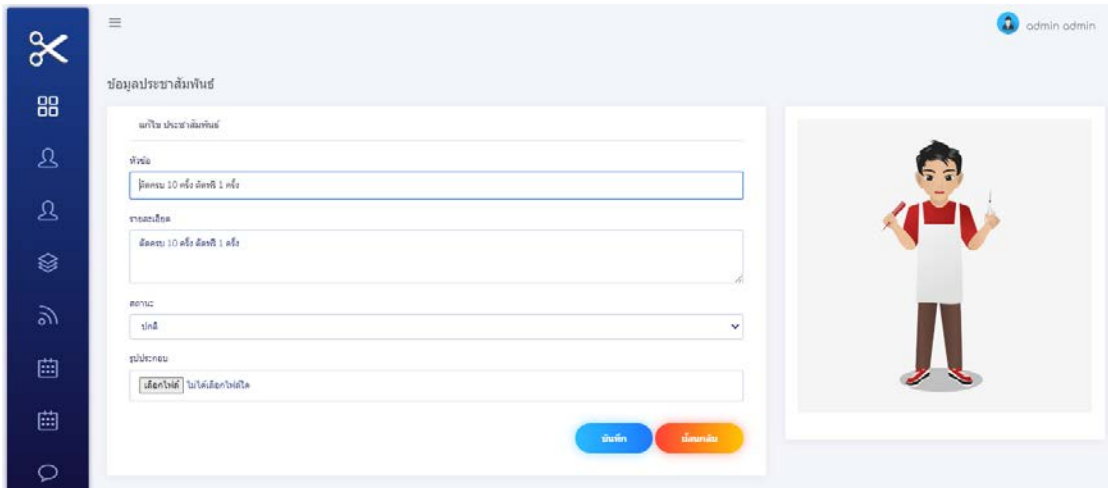 admin admin
ข้อมูลประชาสัมพันธ์
แก้ไข ประชาสัมพันธ์
หัวข้อ
ตัดครบ 10 ครั้ง ตัดฟรี 1 ครั้ง
รายละเอียด
ตัดครบ 10 ครั้ง ตัดฟรี 1 ครั้ง
สถานะ
ปกติ
รูปประกอบ
เลือกไฟล์ ไม่ได้เลือกไฟล์ใด
บันทึก ย้อนกลับ